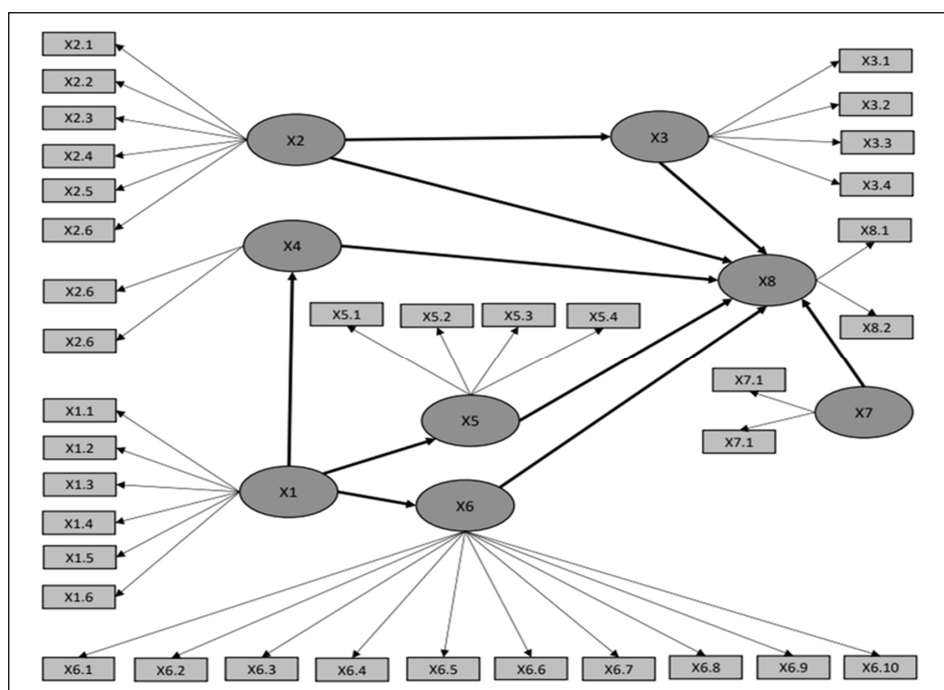 X2.1
X2.2
X2.3
X2.4
X2.5
X2.6
X2
X3
X3.1
X3.2
X3.3
X3.4
X4
X2.6
X2.6
X8
X8.1
X8.2
X5.1
X5.2
X5.3
X5.4
X5
X7.1
X7.1
X7
X1.1
X1.2
X1.3
X1.4
X1.5
X1.6
X1
X6
X6.1
X6.2
X6.3
X6.4
X6.5
X6.6
X6.7
X6.8
X6.9
X6.10